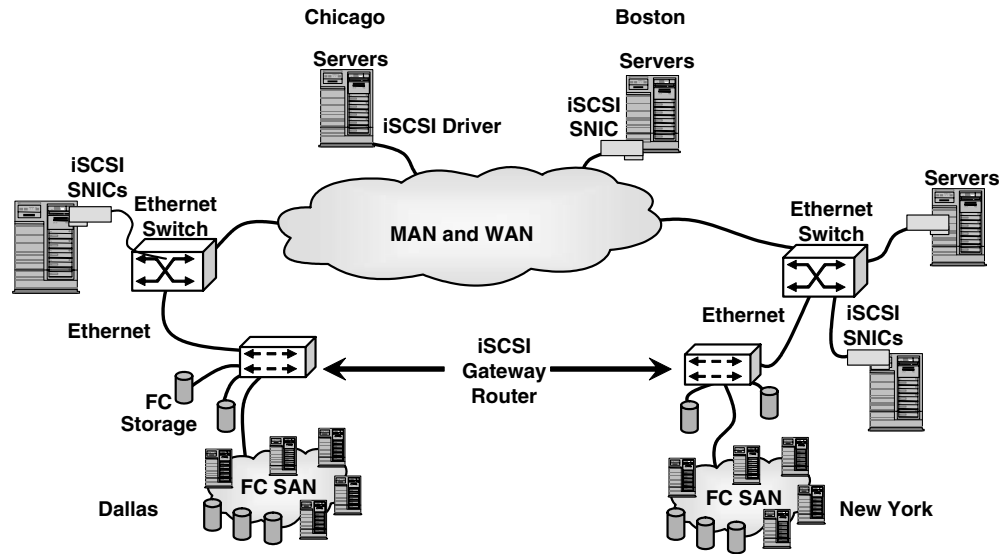 Chicago
Boston
Servers
Servers
iSCSI Driver
iSCSI
SNIC
iSCSI
SNICs
Ethernet
Switch
MAN and WAN
Servers
Ethernet
Switch
Ethernet
Ethernet
iSCSI
SNICs
iSCSI
Gateway
Router
FC
Storage
FC SAN
FC SAN
Dallas
New York